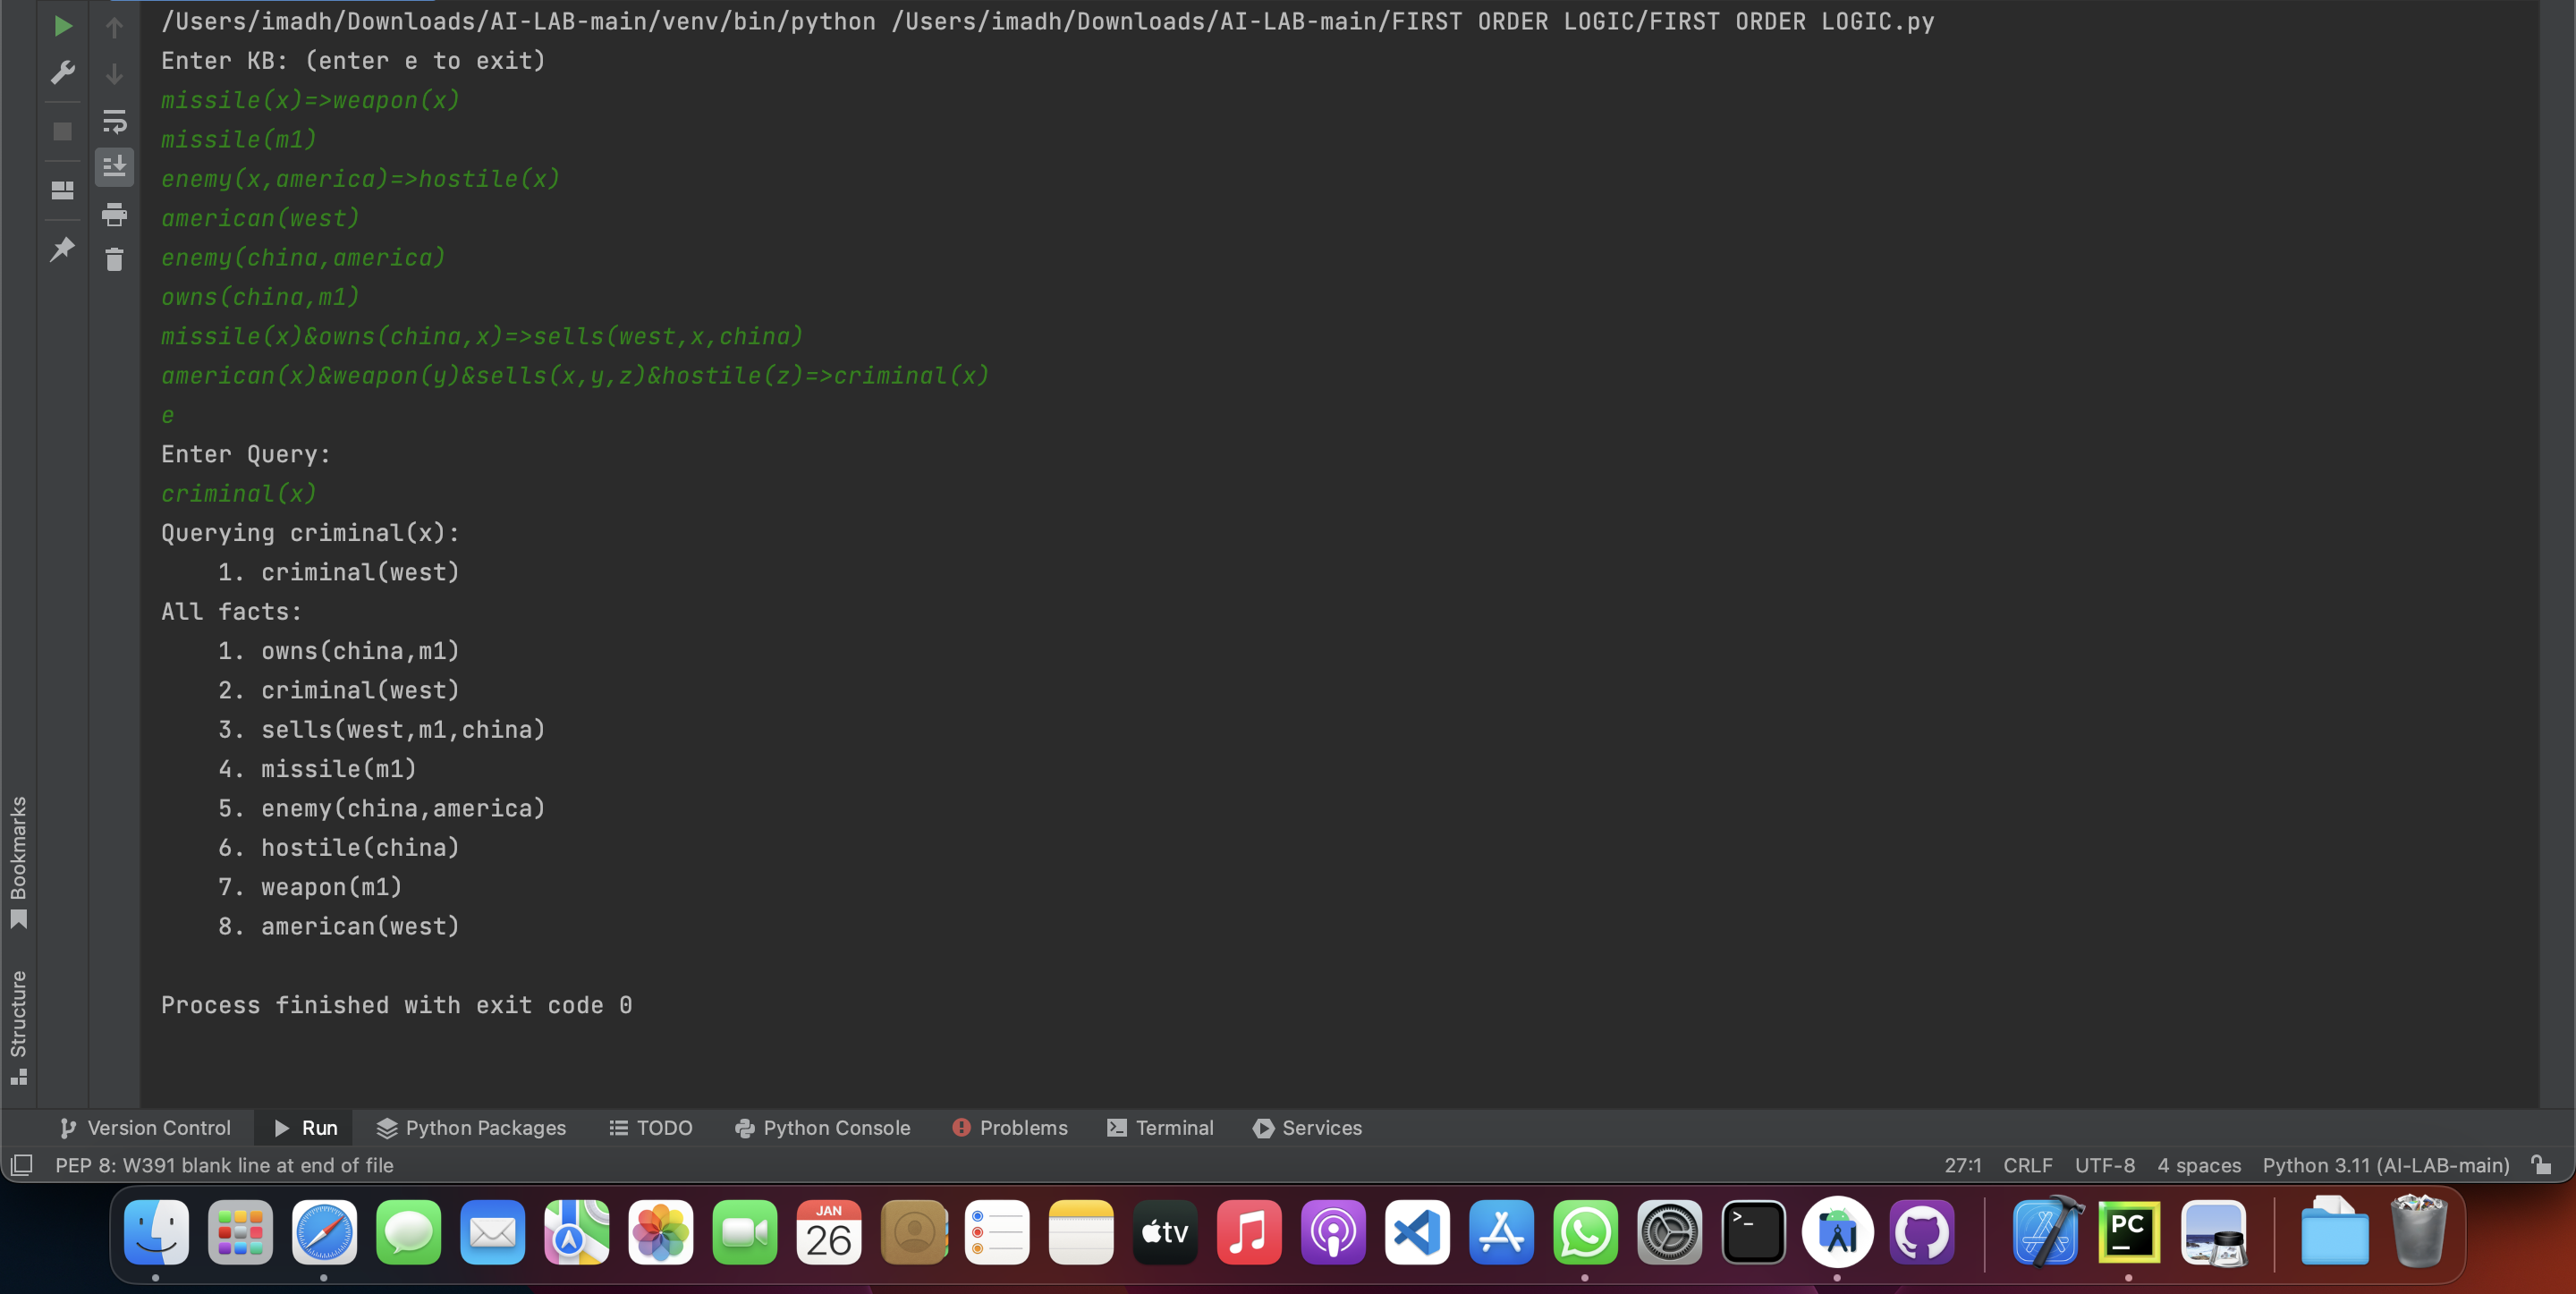 /Users/imadh/Downloads/AI-LAB-main/venv/bin/python /Users/imadh/Downloads/AI-LAB-main/FIRST ORDER LOGIC/FIRST ORDER LOGIC.py
Enter KB: (enter e to exit)
missile(x)=>weapon(x)
missile(m1)
enemy(x,america)=>hostile(x)
american(west)
enemy(china,america)
owns(china,m1)
missile(x)&owns(china,x)=>sells(west,x,china)
american(x)&weapon(y)&sells(x,y,z)&hostile(z)=>criminal(x)
e
Enter Query:
criminal(x)
Querying criminal(x):
1. criminal(west)
All facts:
1. owns(china,m1)
2. criminal(west)
3. sells(west,m1,china)
4. missile(m1)
5. enemy(china,america)
6. hostile(china)
7. weapon(m1)
8. american(west)
Process finished with exit code 0
Bookmarks
Structure
Version Control Run Python Packages TODO Python Console Problems Terminal Services
PEP 8: W391 blank line at end of file 27:1 CRLF UTF-8 4 spaces Python 3.11 (AI-LAB-main)
JAN
26
tv
>_
PC